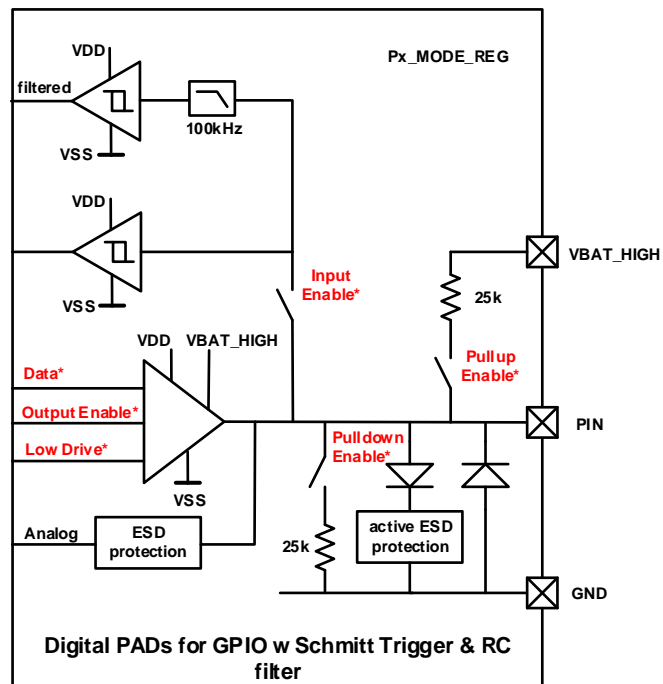 VDD
Px_MODE_REG
filtered
100kHz
VSS
VDD
VBAT_HIGH
Input
Enable*
25k
VSS
VDD
VBAT_HIGH
Pullup
Enable*
Data*
Output Enable*
PIN
Pulldown
Enable*
Low Drive*
VSS
Analog
ESD
protection
25k
active ESD
protection
GND
Digital PADs for GPIO w Schmitt Trigger & RC
filter